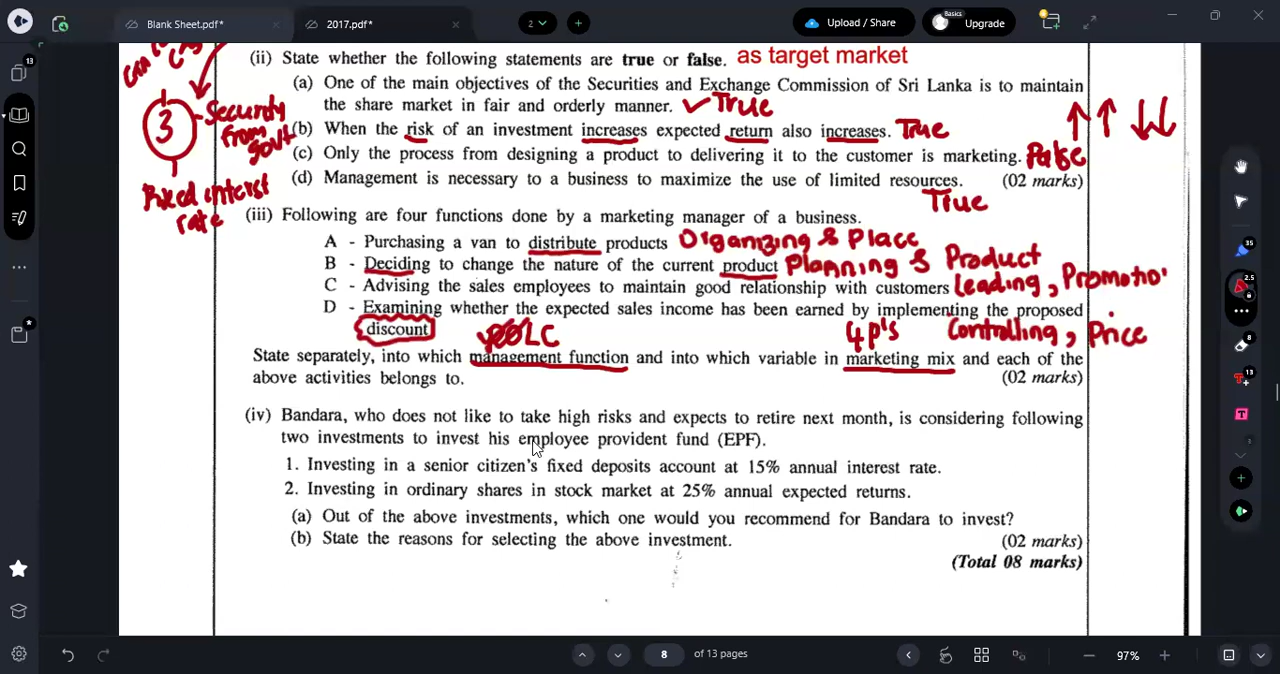 Blank Sheet.pdf*
2017.pdf*
2
Upload / Share
Basics
Upgrade
(ii) State whether the following statements are true or false. as target market
(a) One of the main objectives of the Securities and Exchange Commission of Sri Lanka is to maintain
the share market in fair and orderly manner. True
3
Security
from govt
Fixed interst
rate
(b) When the risk of an investment increases expected return also increases. True
(c) Only the process from designing a product to delivering it to the customer is marketing. False
(d) Management is necessary to a business to maximize the use of limited resources. (02 marks)
True
(iii) Following are four functions done by a marketing manager of a business.
A - Purchasing a van to distribute products Organizing & Place
B - Deciding to change the nature of the current product Planning & Product
C - Advising the sales employees to maintain good relationship with customers Leading, Promotio
D - Examining whether the expected sales income has been earned by implementing the proposed
discount POLC 4P's Controlling, Price
State separately, into which management function and into which variable in marketing mix and each of the
above activities belongs to. (02 marks)
(iv) Bandara, who does not like to take high risks and expects to retire next month, is considering following
two investments to invest his employee provident fund (EPF).
1. Investing in a senior citizen's fixed deposits account at 15% annual interest rate.
2. Investing in ordinary shares in stock market at 25% annual expected returns.
(a) Out of the above investments, which one would you recommend for Bandara to invest?
(b) State the reasons for selecting the above investment. (02 marks)
(Total 08 marks)
13
35
2.5
8
13
8 of 13 pages
97%